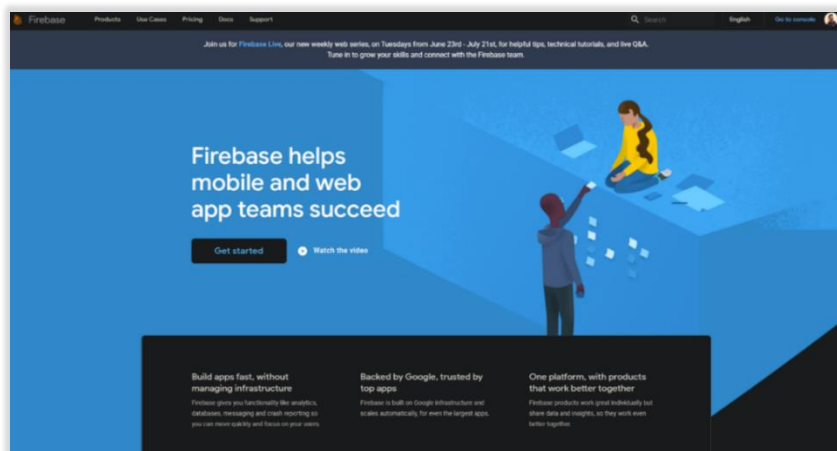 Firebase
Products Use Cases Pricing Docs Support
Search
English
Go to console
Join us for Firebase Live, our new weekly web series, on Tuesdays from June 23rd - July 21st, for helpful tips, technical tutorials, and live Q&A.
Tune in to grow your skills and connect with the Firebase team.
Firebase helps
mobile and web
app teams succeed
Get started
Watch the video
Build apps fast, without
managing infrastructure
Firebase gives you functionality like analytics,
databases, messaging and crash reporting so
you can move quickly and focus on your users.
Backed by Google, trusted by
top apps
Firebase is built on Google infrastructure and
scales automatically, for even the largest apps.
One platform, with products
that work better together
Firebase products work great individually but
share data and insights, so they work even
better together.